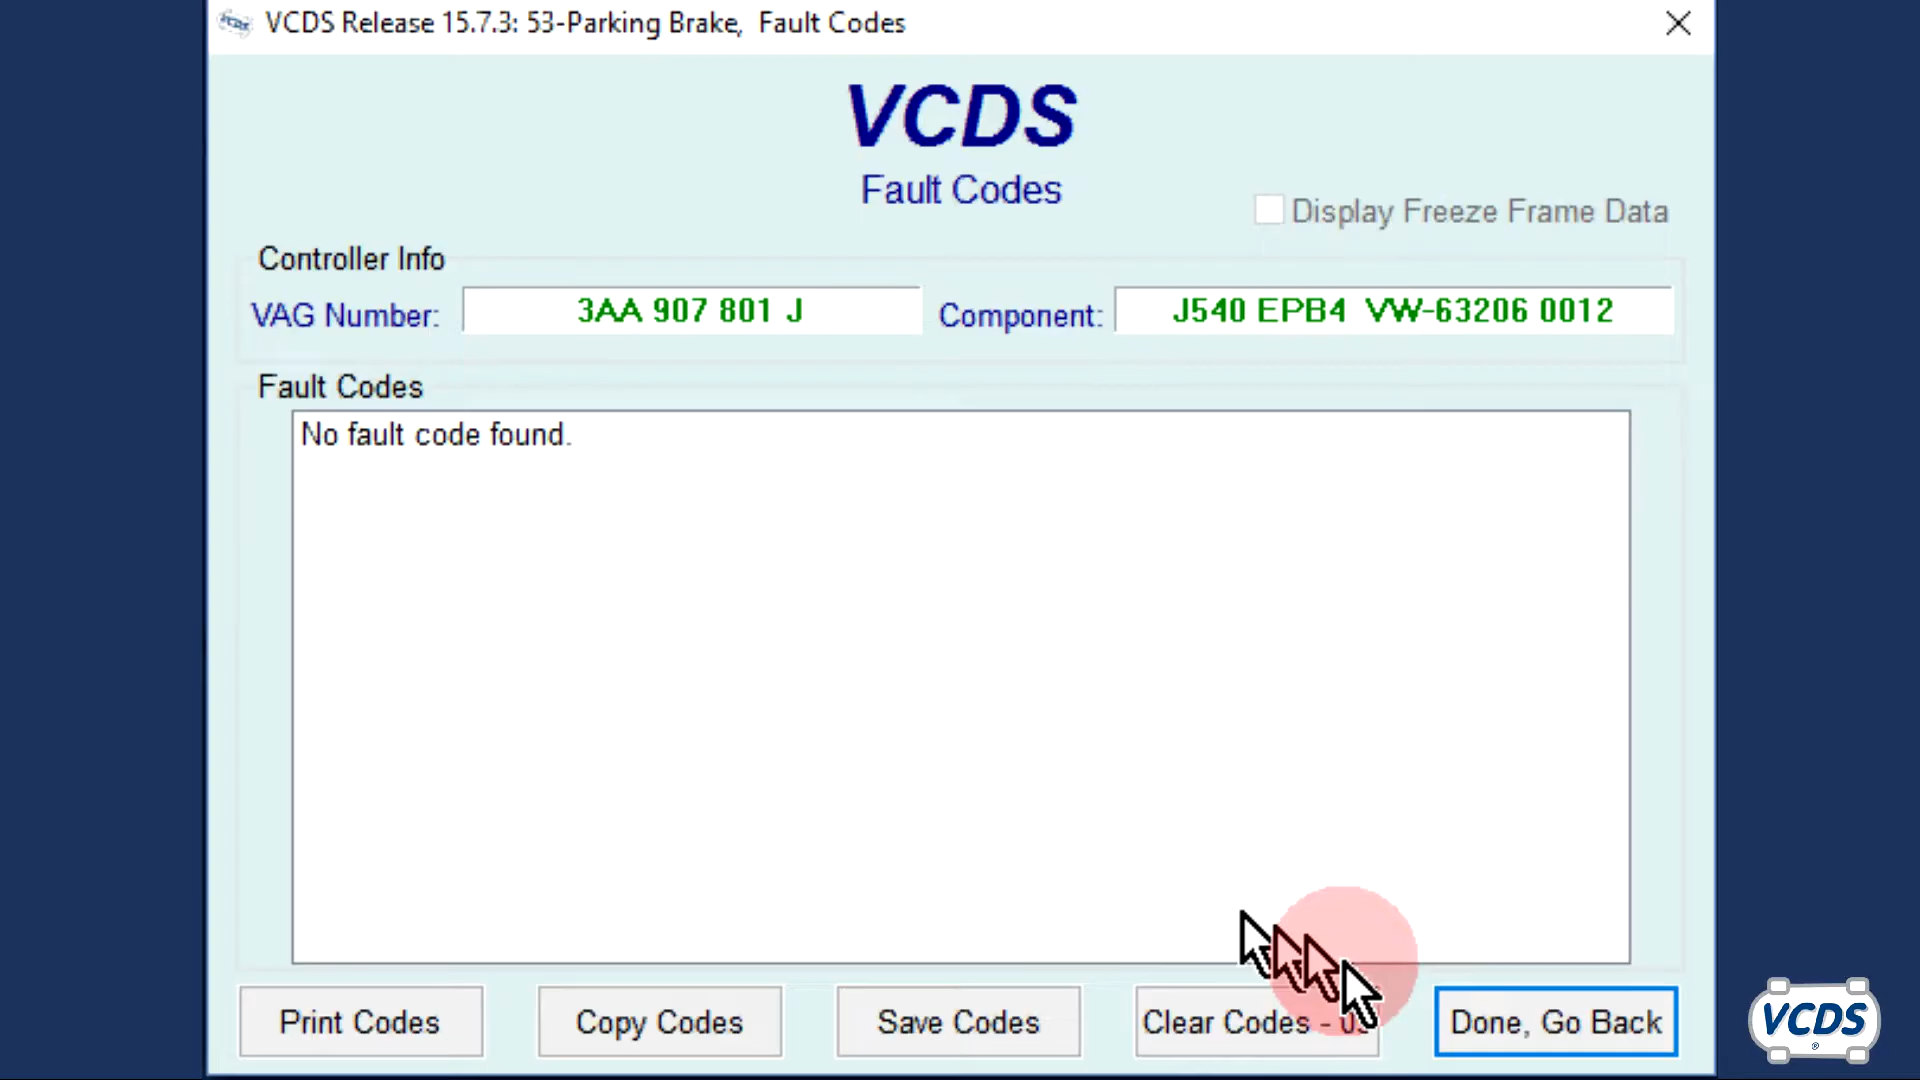 VCDS Release 15.7.3: 53-Parking Brake,  Fault Codes
VCDS
Fault Codes
Display Freeze Frame Data
Controller Info
VAG Number: 3AA 907 801 J Component: J540 EPB4  VW-63206 0012
Fault Codes
No fault code found.
Print Codes Copy Codes Save Codes Clear Codes - Done, Go Back
VCDS
®